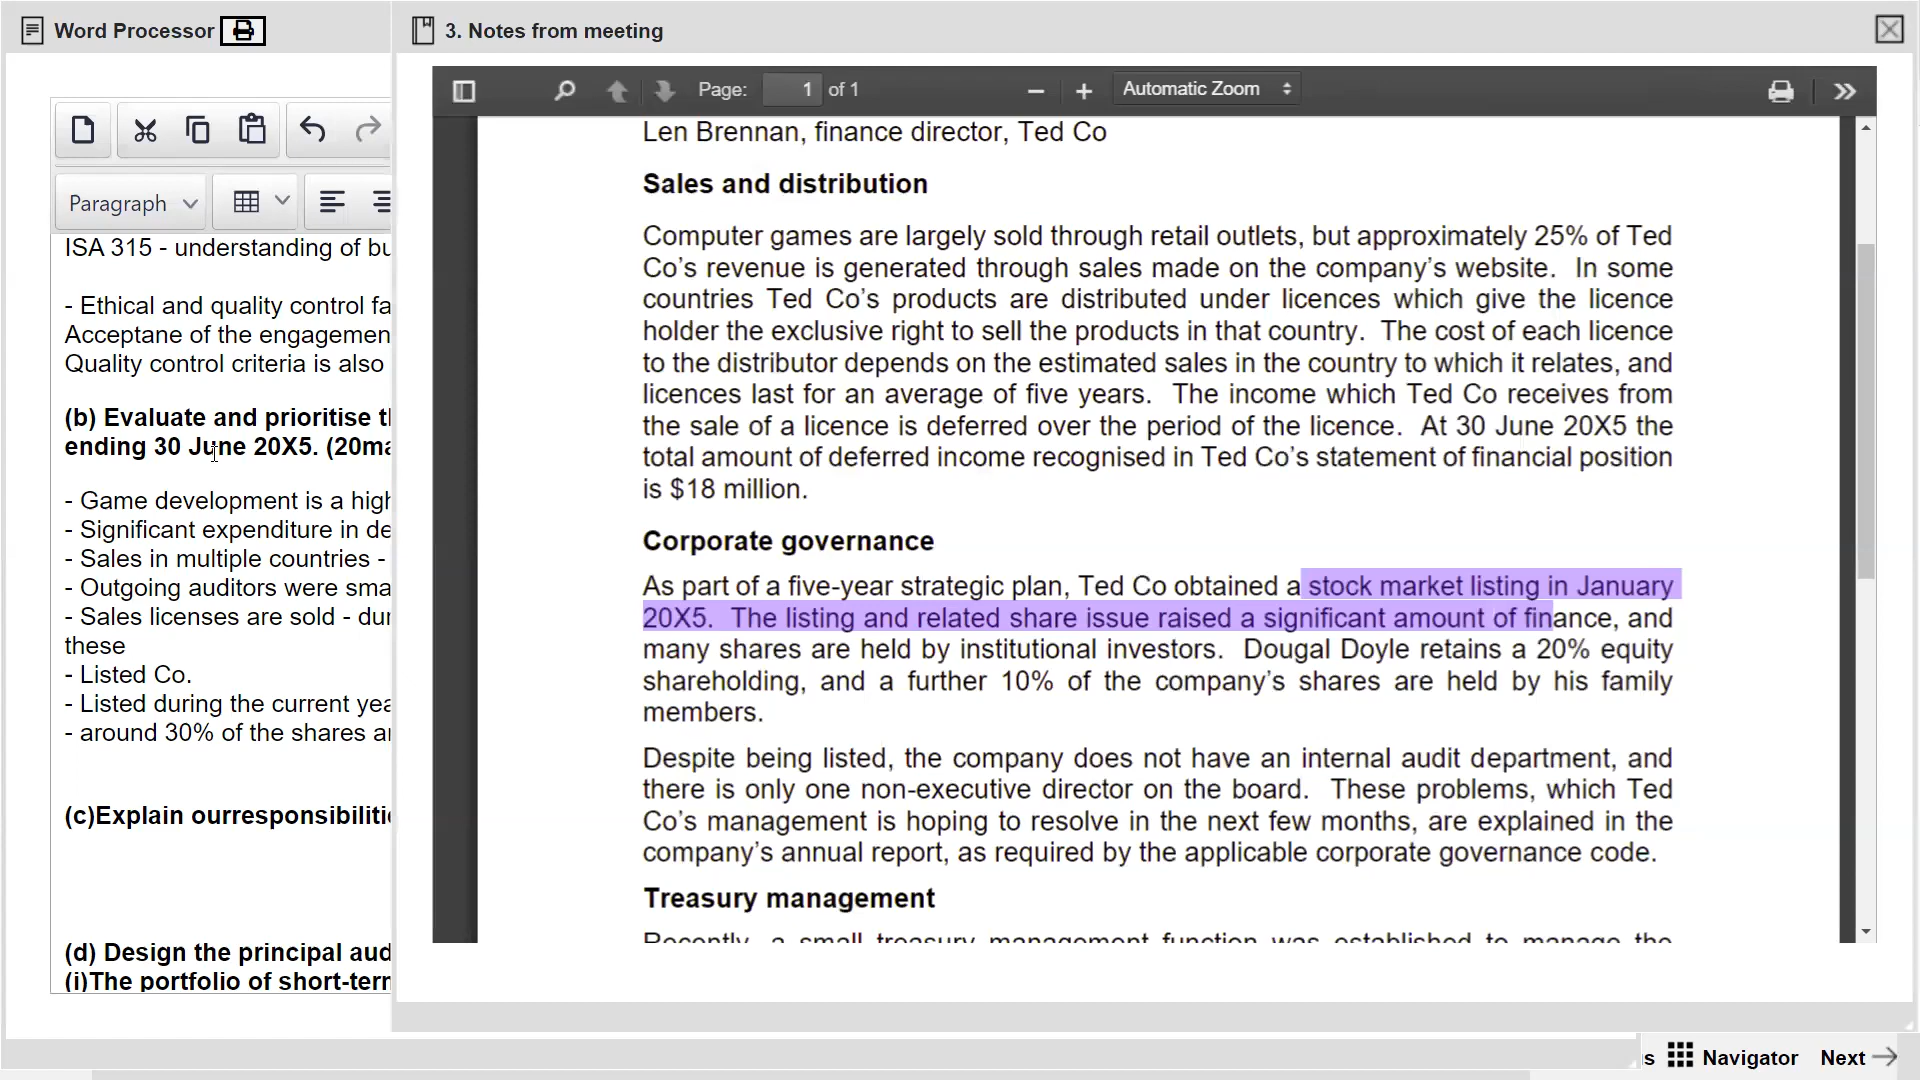 Word Processor
3. Notes from meeting
Page: 1 of 1
Automatic Zoom
Paragraph
ISA 315 - understanding of bu
- Ethical and quality control fa
Acceptane of the engagemen
Quality control criteria is also
(b) Evaluate and prioritise t
ending 30 June 20X5. (20ma
- Game development is a high
- Significant expenditure in de
- Sales in multiple countries -
- Outgoing auditors were sma
- Sales licenses are sold - dur
these
- Listed Co.
- Listed during the current yea
- around 30% of the shares a
(c)Explain ourresponsibiliti
(d) Design the principal aud
(i)The portfolio of short-ter
Len Brennan, finance director, Ted Co
Sales and distribution
Computer games are largely sold through retail outlets, but approximately 25% of Ted
Co's revenue is generated through sales made on the company's website. In some
countries Ted Co's products are distributed under licences which give the licence
holder the exclusive right to sell the products in that country. The cost of each licence
to the distributor depends on the estimated sales in the country to which it relates, and
licences last for an average of five years. The income which Ted Co receives from
the sale of a licence is deferred over the period of the licence. At 30 June 20X5 the
total amount of deferred income recognised in Ted Co's statement of financial position
is $18 million.
Corporate governance
As part of a five-year strategic plan, Ted Co obtained a stock market listing in January
20X5. The listing and related share issue raised a significant amount of finance, and
many shares are held by institutional investors. Dougal Doyle retains a 20% equity
shareholding, and a further 10% of the company's shares are held by his family
members.
Despite being listed, the company does not have an internal audit department, and
there is only one non-executive director on the board. These problems, which Ted
Co's management is hoping to resolve in the next few months, are explained in the
company's annual report, as required by the applicable corporate governance code.
Treasury management
Recently, a small treasury management function was established to manage the
s Navigator Next